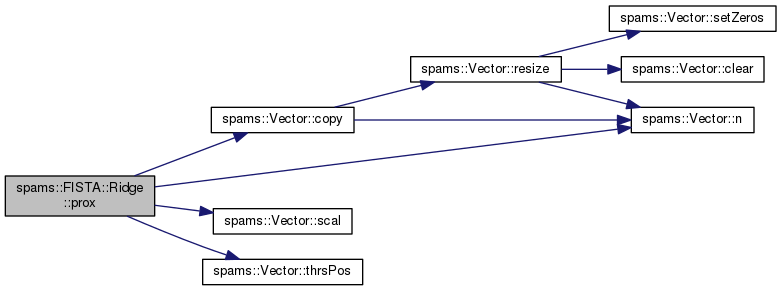 spams::FISTA::Ridge
::prox
spams::Vector::copy
spams::Vector::resize
spams::Vector::setZeros
spams::Vector::clear
spams::Vector::n
spams::Vector::scal
spams::Vector::thrsPos